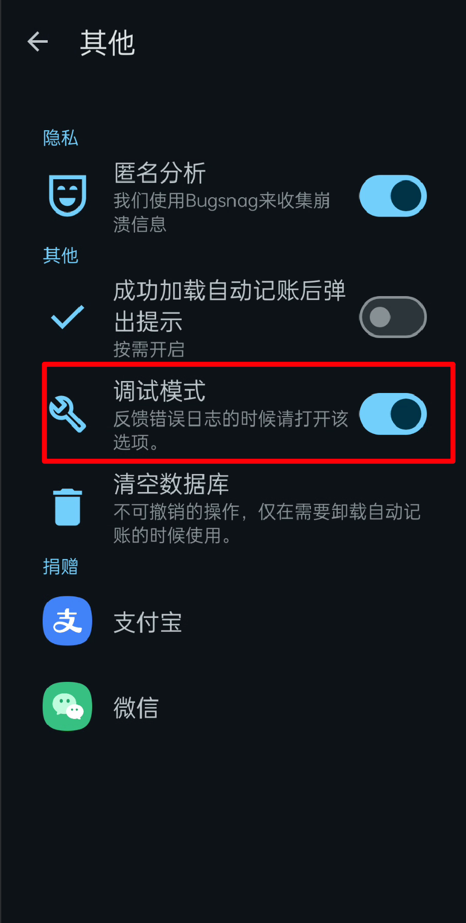 其他
隐私
匿名分析
我们使用Bugsnag来收集崩
溃信息
其他
成功加载自动记账后弹
出提示
按需开启
调试模式
反馈错误日志的时候请打开该
选项。
清空数据库
不可撤销的操作，仅在需要卸载自动记
账的时候使用。
捐赠
支
支付宝
微信